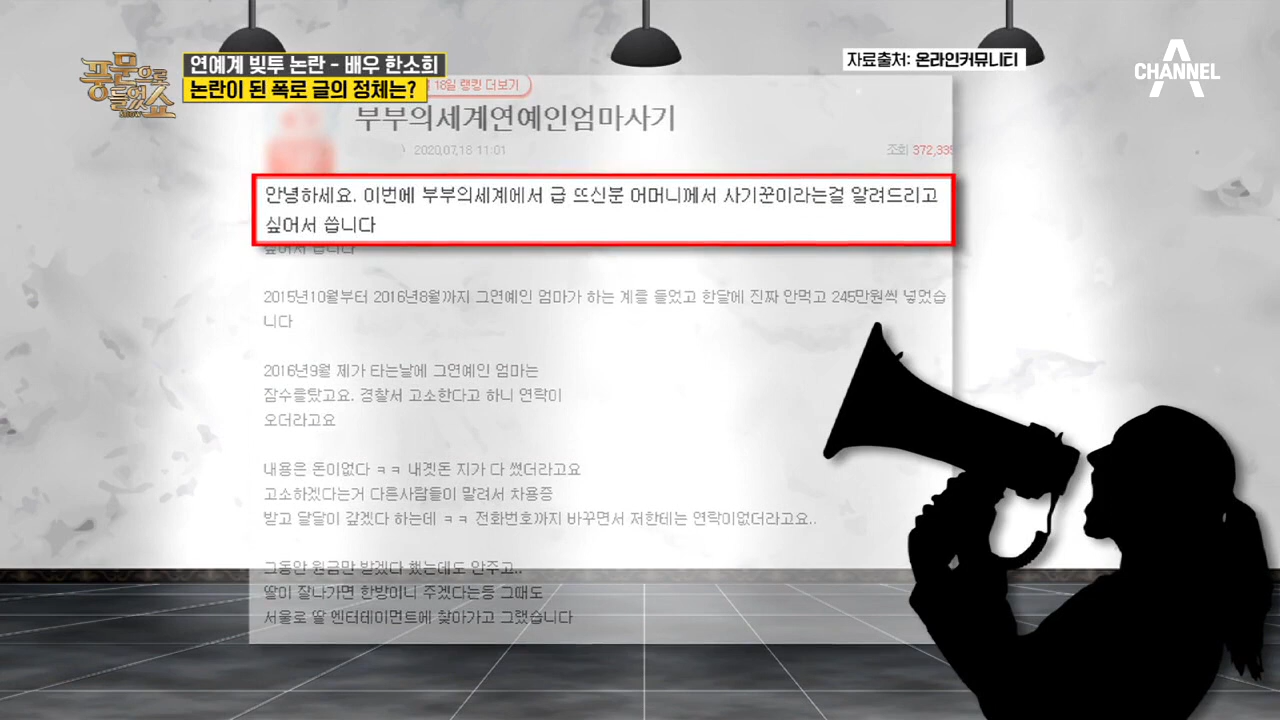 풍문으로
들었쇼
SHOW
연예계 빚투 논란 - 배우 한소희
논란이 된 폭로 글의 정체는?
자료출처: 온라인커뮤니티
CHANNEL
16일 랭킹 더보기
부부의세계연예인엄마사기
2020.07.18 11:01
조회 372,335
안녕하세요. 이번에 부부의세계에서 급 뜨신분 어머니께서 사기꾼이라는걸 알려드리고
싶어서 씁니다
싶어서 씁니다
2015년10월부터 2016년8월까지 그연예인 엄마가 하는 계를 들었고 한달에 진짜 안먹고 245만원씩 넣었습
니다
2016년9월 제가 타는날에 그연예인 엄마는
잠수를탔고요. 경찰서 고소한다고 하니 연락이
오더라고요
내용은 돈이없다 ㅋㅋ 내곗돈 지가 다 썼더라고요
고소하겠다는거 다른사람들이 말려서 차용증
받고 달달이 갚겠다 하는데 ㅋㅋ 전화번호까지 바꾸면서 저한테는 연락이없더라고요..
그동안 원금만 받겠다 했는데도 안주고..
딸이 잘나가면 한방이니 주겠다는등 그때도
서울로 딸 엔터테이먼트에 찾아가고 그랬습니다